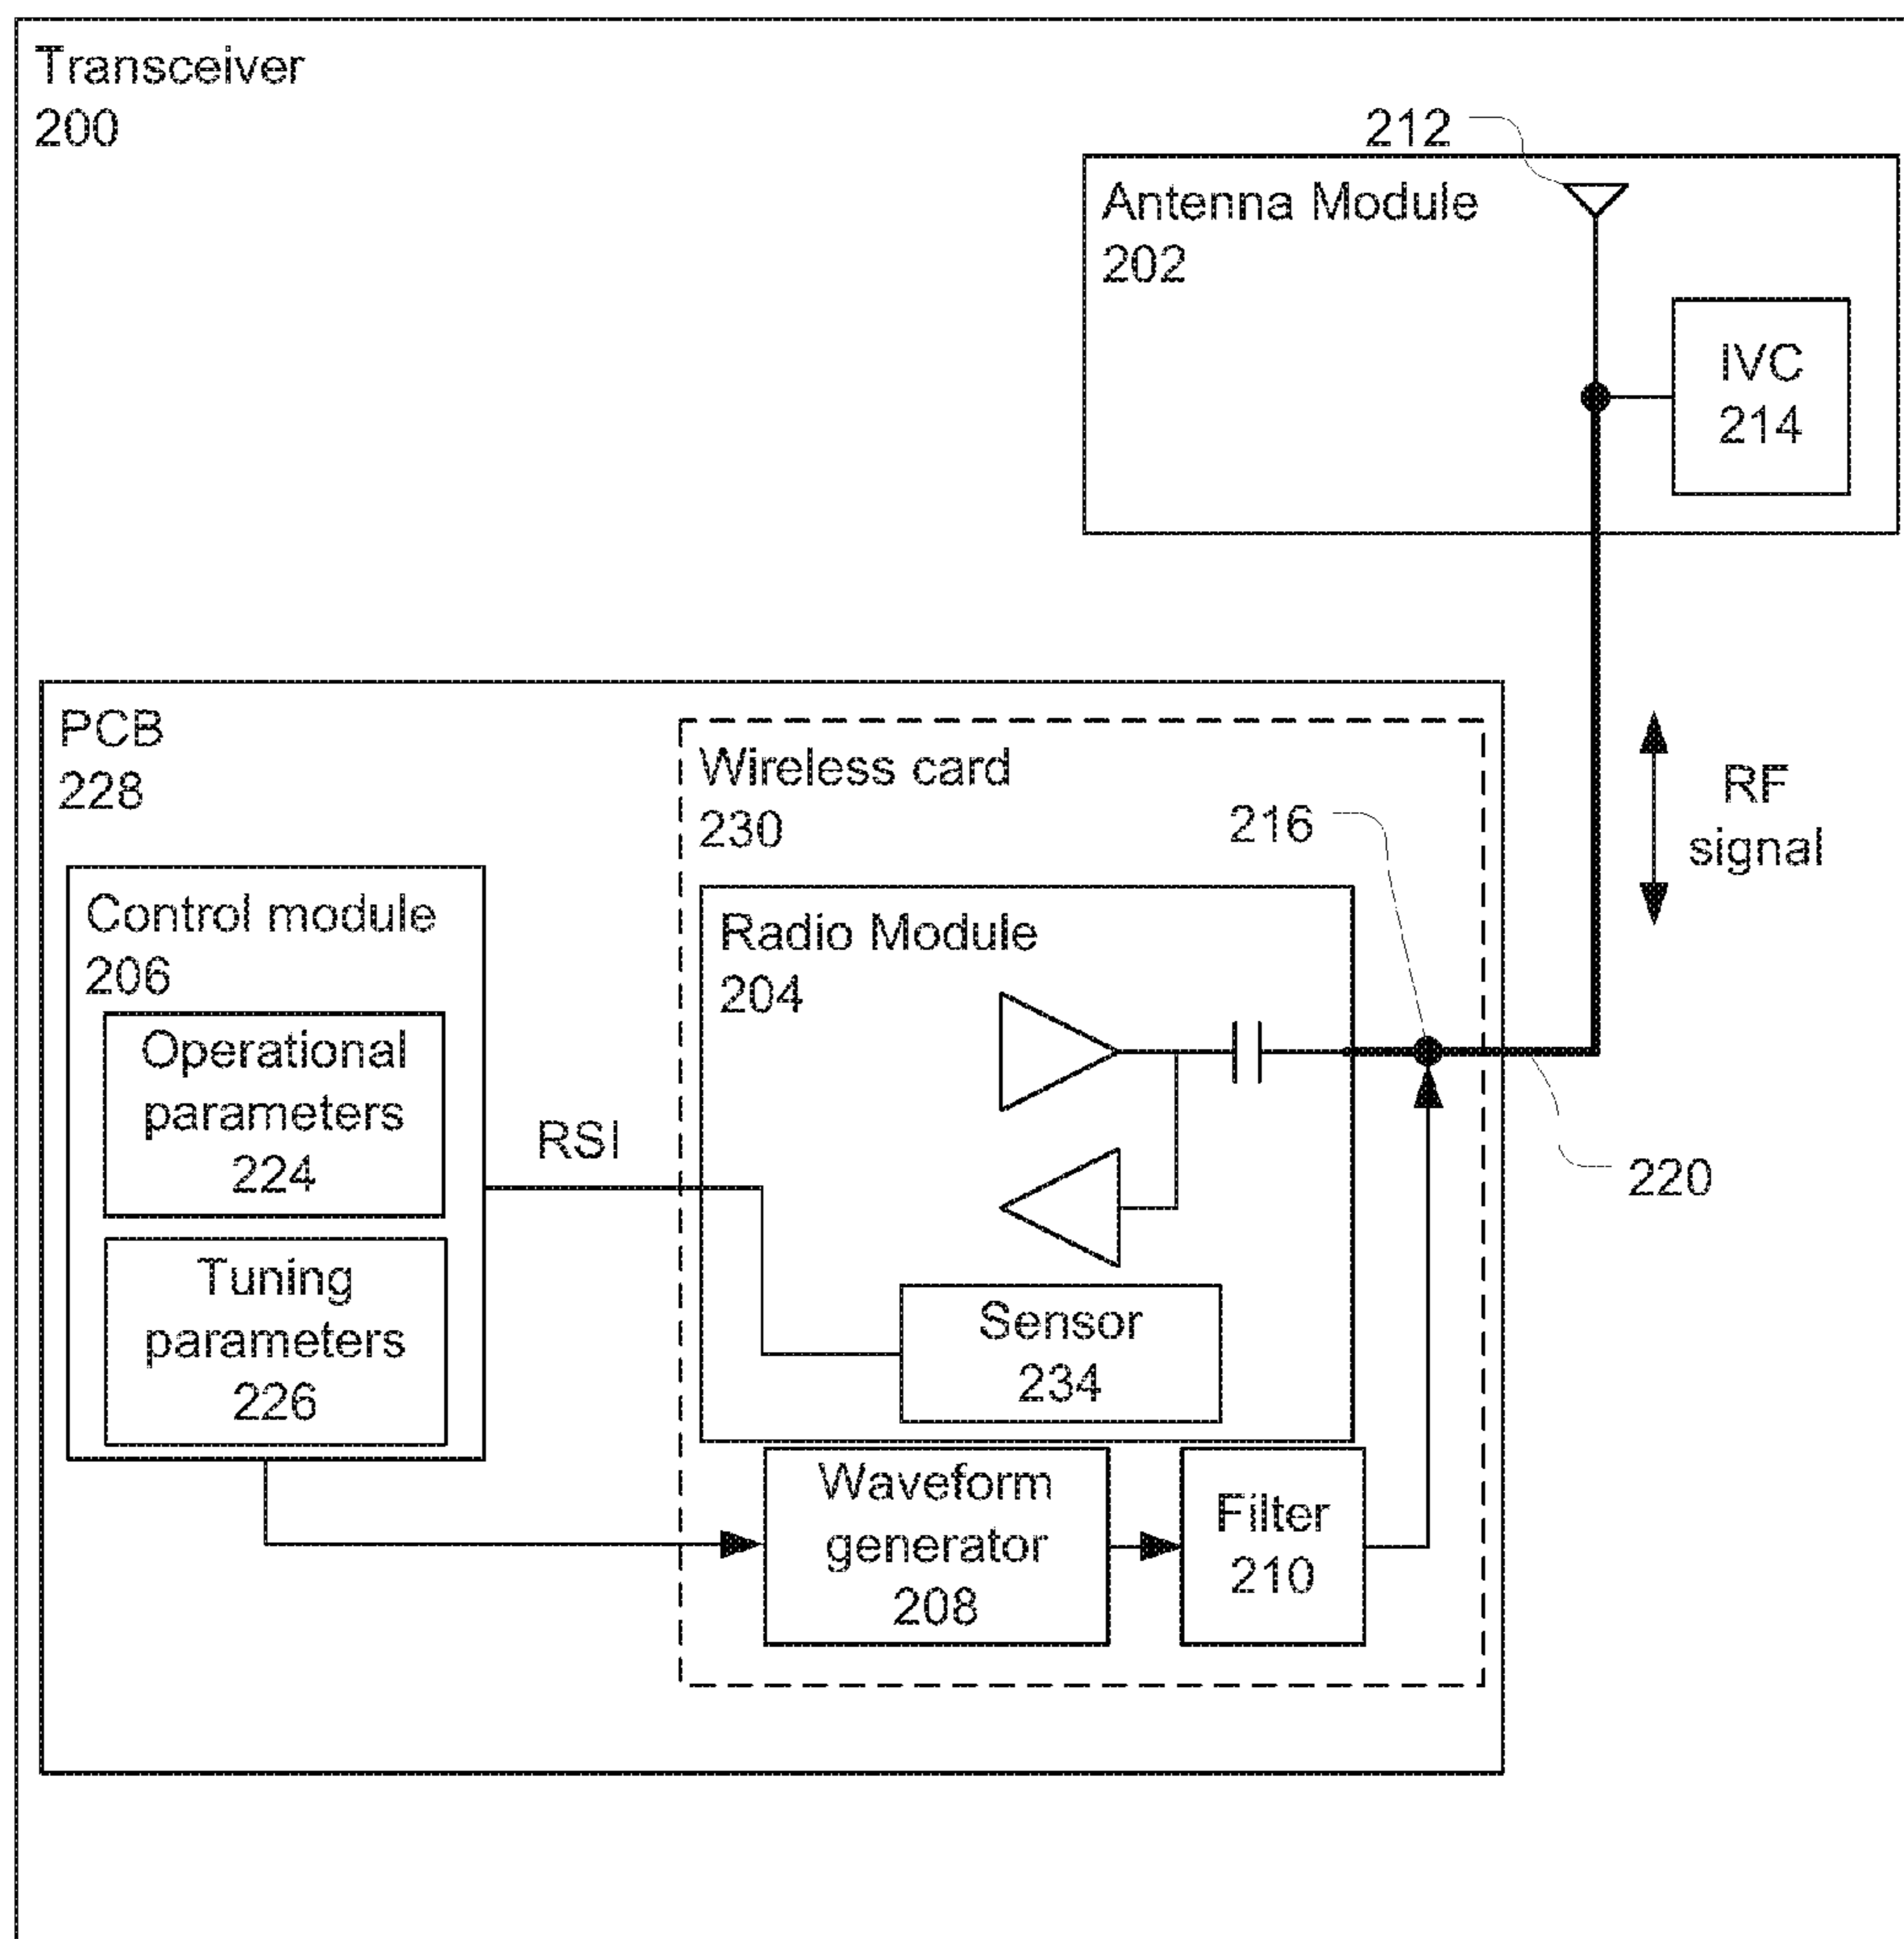 Transceiver
200
212
Antenna Module
202
IVC
214
PCB
228
Wireless card
230
216
RF
signal
Control module
206
Radio Module
204
Operational
parameters
224
RSI
220
Tuning
parameters
226
Sensor
234
Waveform
generator
208
Filter
210